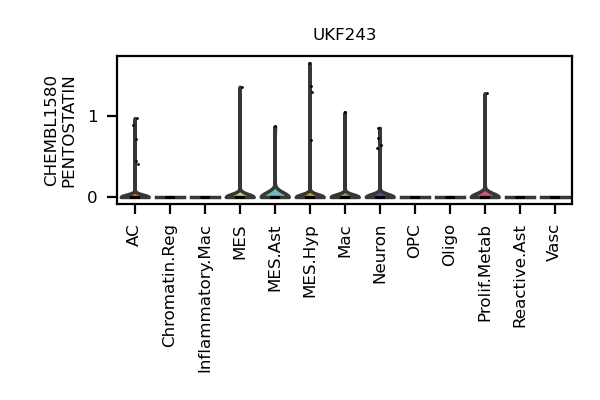 UKF243
CHEMBL1580
PENTOSTATIN
1
0
AC
Chromatin.Reg
Inflammatory.Mac
MES
MES.Ast
MES.Hyp
Mac
Neuron
OPC
Oligo
Prolif.Metab
Reactive.Ast
Vasc